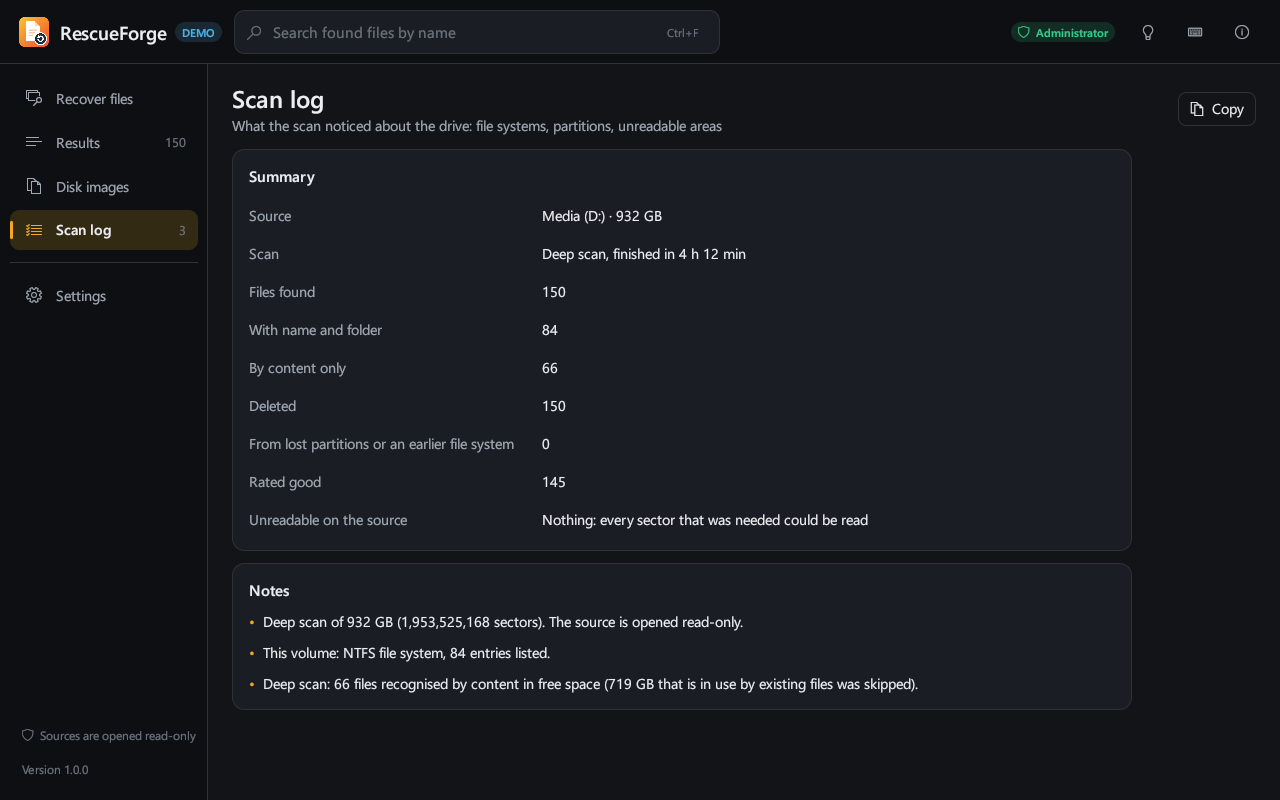 RescueForge DEMO
Search found files by name Ctrl+F
Administrator
Recover files
Results 150
Disk images
Scan log 3
Settings
Sources are opened read-only
Version 1.0.0
Scan log
What the scan noticed about the drive: file systems, partitions, unreadable areas
Copy
Summary
Source Media (D:) · 932 GB
Scan Deep scan, finished in 4 h 12 min
Files found 150
With name and folder 84
By content only 66
Deleted 150
From lost partitions or an earlier file system 0
Rated good 145
Unreadable on the source Nothing: every sector that was needed could be read
Notes
• Deep scan of 932 GB (1,953,525,168 sectors). The source is opened read-only.
• This volume: NTFS file system, 84 entries listed.
• Deep scan: 66 files recognised by content in free space (719 GB that is in use by existing files was skipped).